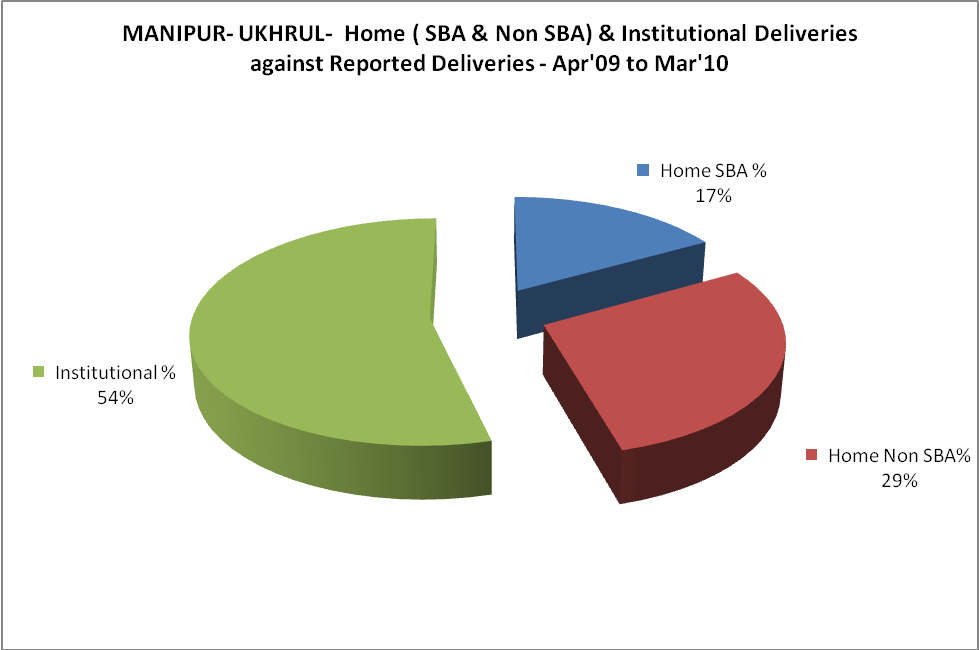 MANIPUR- UKHRUL- Home ( SBA & Non SBA) & Institutional Deliveries
against Reported Deliveries - Apr'09 to Mar'10
Home SBA %
17%
Institutional %
54%
Home Non SBA%
29%